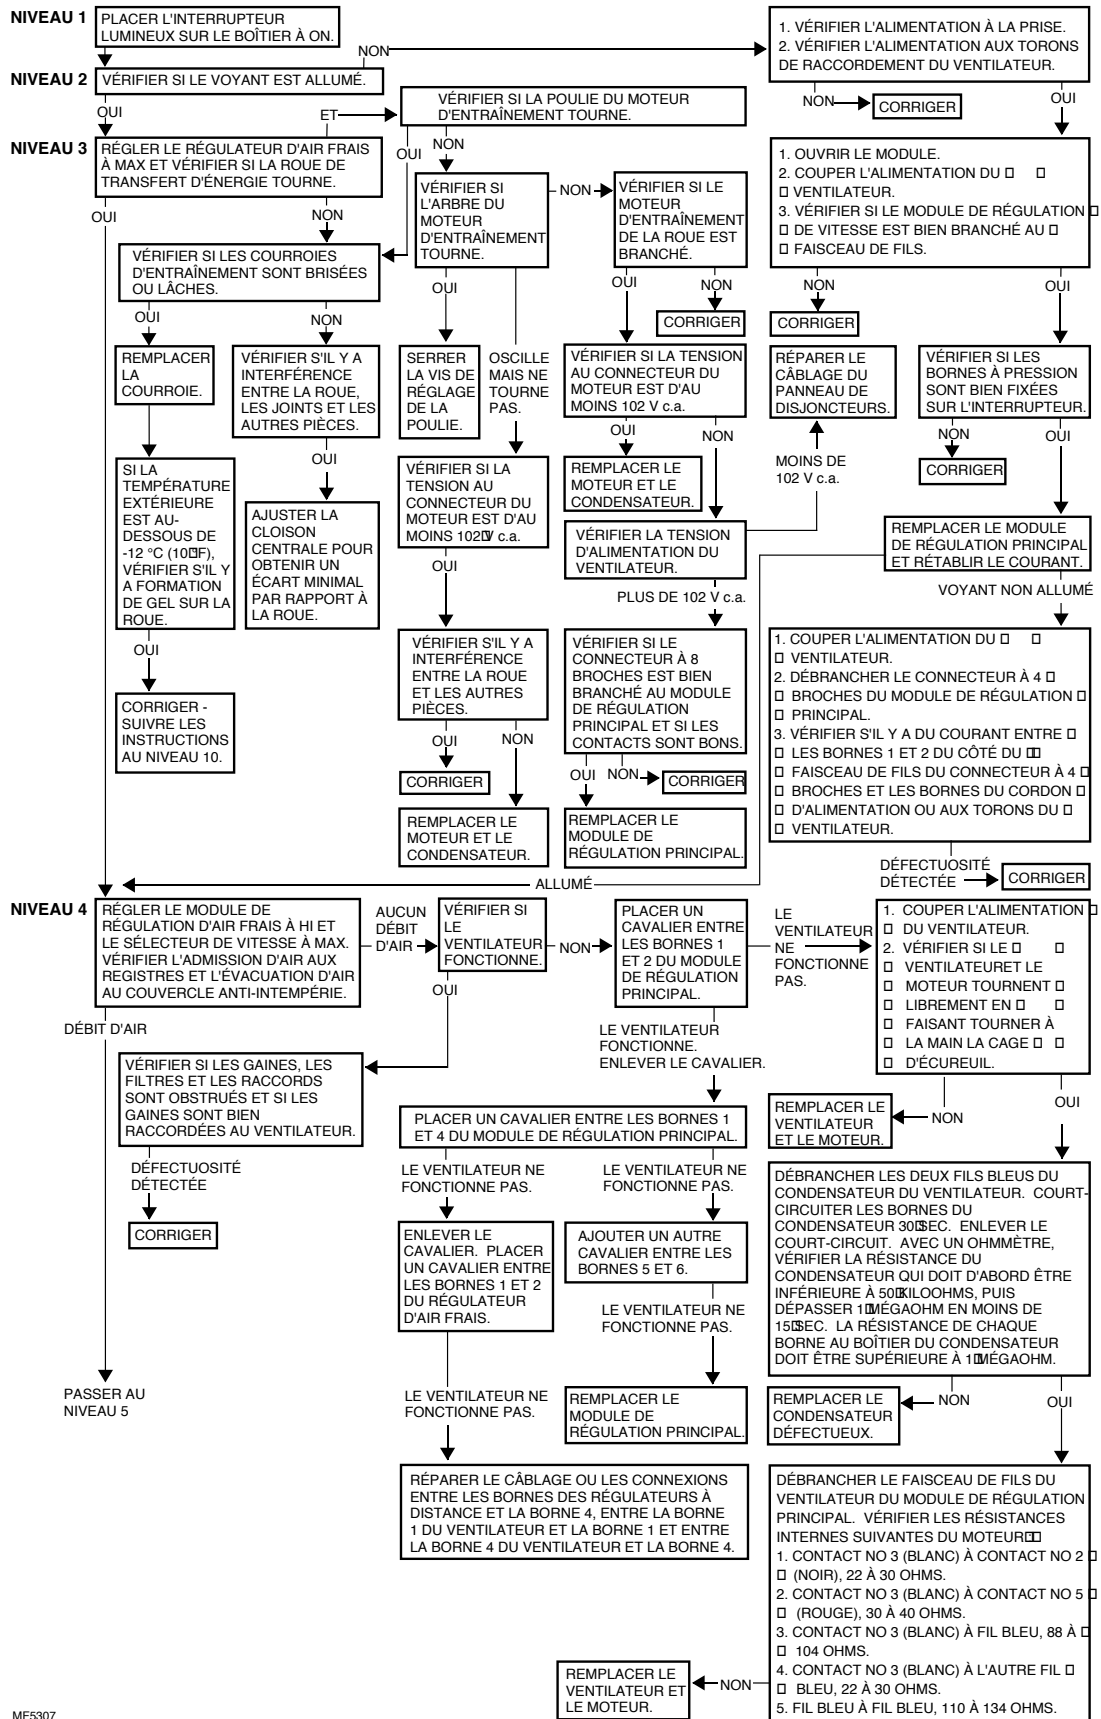 NIVEAU 1
PLACER L'INTERRUPTEUR
LUMINEUX SUR LE BOÎTIER À ON.
NON
1. VÉRIFIER L'ALIMENTATION À LA PRISE.
2. VÉRIFIER L'ALIMENTATION AUX TORONS
DE RACCORDEMENT DU VENTILATEUR.
NIVEAU 2
VÉRIFIER SI LE VOYANT EST ALLUMÉ.
OUI
ET
VÉRIFIER SI LA POULIE DU MOTEUR
D'ENTRAÎNEMENT TOURNE.
NON
CORRIGER
OUI
NIVEAU 3
RÉGLER LE RÉGULATEUR D'AIR FRAIS
À MAX ET VÉRIFIER SI LA ROUE DE
TRANSFERT D'ÉNERGIE TOURNE.
OUI
NON
1. OUVRIR LE MODULE.
2. COUPER L'ALIMENTATION DU
VENTILATEUR.
3. VÉRIFIER SI LE MODULE DE RÉGULATION
DE VITESSE EST BIEN BRANCHÉ AU
FAISCEAU DE FILS.
OUI
NON
VÉRIFIER SI
L'ARBRE DU
MOTEUR
D'ENTRAÎNEMENT
TOURNE.
NON
VÉRIFIER SI LE
MOTEUR
D'ENTRAÎNEMENT
DE LA ROUE EST
BRANCHÉ.
VÉRIFIER SI LES COURROIES
D'ENTRAÎNEMENT SONT BRISÉES
OU LÂCHES.
OUI
NON
OUI
OUI
NON
CORRIGER
NON
CORRIGER
OUI
REMPLACER
LA
COURROIE.
VÉRIFIER S'IL Y A
INTERFÉRENCE
ENTRE LA ROUE,
LES JOINTS ET LES
AUTRES PIÈCES.
SERRER
LA VIS DE
RÉGLAGE
DE LA
POULIE.
OSCILLE
MAIS NE
TOURNE
PAS.
VÉRIFIER SI LA TENSION
AU CONNECTEUR DU
MOTEUR EST D'AU
MOINS 102 V c.a.
RÉPARER LE
CÂBLAGE DU
PANNEAU DE
DISJONCTEURS.
VÉRIFIER SI LES
BORNES À PRESSION
SONT BIEN FIXÉES
SUR L'INTERRUPTEUR.
OUI
OUI
NON
MOINS DE
102 V c.a.
NON
CORRIGER
OUI
SI LA
TEMPÉRATURE
EXTÉRIEURE
EST AU-
DESSOUS DE
-12 °C (10 F),
VÉRIFIER S'IL Y
A FORMATION
DE GEL SUR LA
ROUE.
AJUSTER LA
CLOISON
CENTRALE POUR
OBTENIR UN
ÉCART MINIMAL
PAR RAPPORT À
LA ROUE.
VÉRIFIER SI LA
TENSION AU
CONNECTEUR DU
MOTEUR EST D'AU
MOINS 102 V c.a.
REMPLACER LE
MOTEUR ET LE
CONDENSATEUR.
VÉRIFIER LA TENSION
D'ALIMENTATION DU
VENTILATEUR.
REMPLACER LE MODULE
DE RÉGULATION PRINCIPAL
ET RÉTABLIR LE COURANT.
OUI
PLUS DE 102 V c.a.
VOYANT NON ALLUMÉ
OUI
CORRIGER -
SUIVRE LES
INSTRUCTIONS
AU NIVEAU 10.
VÉRIFIER S'IL Y A
INTERFÉRENCE
ENTRE LA ROUE
ET LES AUTRES
PIÈCES.
VÉRIFIER SI LE
CONNECTEUR À 8
BROCHES EST BIEN
BRANCHÉ AU MODULE
DE RÉGULATION
PRINCIPAL ET SI LES
CONTACTS SONT BONS.
1. COUPER L'ALIMENTATION DU
VENTILATEUR.
2. DÉBRANCHER LE CONNECTEUR À 4
BROCHES DU MODULE DE RÉGULATION
PRINCIPAL.
3. VÉRIFIER S'IL Y A DU COURANT ENTRE
LES BORNES 1 ET 2 DU CÔTÉ DU
FAISCEAU DE FILS DU CONNECTEUR À 4
BROCHES ET LES BORNES DU CORDON
D'ALIMENTATION OU AUX TORONS DU
VENTILATEUR.
OUI
NON
CORRIGER
OUI
NON
CORRIGER
REMPLACER LE
MOTEUR ET LE
CONDENSATEUR.
REMPLACER LE
MODULE DE
RÉGULATION PRINCIPAL.
DÉFECTUOSITÉ
DÉTECTÉE
CORRIGER
ALLUMÉ
NIVEAU 4
RÉGLER LE MODULE DE
RÉGULATION D'AIR FRAIS À HI ET
LE SÉLECTEUR DE VITESSE À MAX.
VÉRIFIER L'ADMISSION D'AIR AUX
REGISTRES ET L'ÉVACUATION D'AIR
AU COUVERCLE ANTI-INTEMPÉRIE.
AUCUN
DÉBIT
D'AIR
VÉRIFIER SI
LE
VENTILATEUR
FONCTIONNE.
NON
PLACER UN
CAVALIER ENTRE
LES BORNES 1
ET 2 DU MODULE
DE RÉGULATION
PRINCIPAL.
LE
VENTILATEUR
NE
FONCTIONNE
PAS.
1. COUPER L'ALIMENTATION
DU VENTILATEUR.
2. VÉRIFIER SI LE
VENTILATEURET LE
MOTEUR TOURNENT
LIBREMENT EN
FAISANT TOURNER À
LA MAIN LA CAGE
D'ÉCUREUIL.
OUI
DÉBIT D'AIR
LE VENTILATEUR
FONCTIONNE.
ENLEVER LE CAVALIER.
VÉRIFIER SI LES GAINES, LES
FILTRES ET LES RACCORDS
SONT OBSTRUÉS ET SI LES
GAINES SONT BIEN
RACCORDÉES AU VENTILATEUR.
PLACER UN CAVALIER ENTRE LES BORNES 1
ET 4 DU MODULE DE RÉGULATION PRINCIPAL.
REMPLACER LE
VENTILATEUR
ET LE MOTEUR.
NON
OUI
DÉFECTUOSITÉ
DÉTECTÉE
CORRIGER
LE VENTILATEUR NE
FONCTIONNE PAS.
LE VENTILATEUR NE
FONCTIONNE PAS.
ENLEVER LE
CAVALIER. PLACER
UN CAVALIER ENTRE
LES BORNES 1 ET 2
DU RÉGULATEUR
D'AIR FRAIS.
AJOUTER UN AUTRE
CAVALIER ENTRE LES
BORNES 5 ET 6.
DÉBRANCHER LES DEUX FILS BLEUS DU
CONDENSATEUR DU VENTILATEUR. COURT-
CIRCUITER LES BORNES DU
CONDENSATEUR 30 SEC. ENLEVER LE
COURT-CIRCUIT. AVEC UN OHMMÈTRE,
VÉRIFIER LA RÉSISTANCE DU
CONDENSATEUR QUI DOIT D'ABORD ÊTRE
INFÉRIEURE À 50 KILOOHMS, PUIS
DÉPASSER 1 MÉGAOHM EN MOINS DE
15 SEC. LA RÉSISTANCE DE CHAQUE
BORNE AU BOÎTIER DU CONDENSATEUR
DOIT ÊTRE SUPÉRIEURE À 1 MÉGAOHM.
LE VENTILATEUR NE
FONCTIONNE PAS.
PASSER AU
NIVEAU 5
LE VENTILATEUR NE
FONCTIONNE PAS.
REMPLACER LE
MODULE DE
RÉGULATION PRINCIPAL.
REMPLACER LE
CONDENSATEUR
DÉFECTUEUX.
NON
OUI
RÉPARER LE CÂBLAGE OU LES CONNEXIONS
ENTRE LES BORNES DES RÉGULATEURS À
DISTANCE ET LA BORNE 4, ENTRE LA BORNE
1 DU VENTILATEUR ET LA BORNE 1 ET ENTRE
LA BORNE 4 DU VENTILATEUR ET LA BORNE 4.
DÉBRANCHER LE FAISCEAU DE FILS DU
VENTILATEUR DU MODULE DE RÉGULATION
PRINCIPAL. VÉRIFIER LES RÉSISTANCES
INTERNES SUIVANTES DU MOTEUR
1. CONTACT NO 3 (BLANC) À CONTACT NO 2
(NOIR), 22 À 30 OHMS.
2. CONTACT NO 3 (BLANC) À CONTACT NO 5
(ROUGE), 30 À 40 OHMS.
3. CONTACT NO 3 (BLANC) À FIL BLEU, 88 À
104 OHMS.
4. CONTACT NO 3 (BLANC) À L'AUTRE FIL
BLEU, 22 À 30 OHMS.
5. FIL BLEU À FIL BLEU, 110 À 134 OHMS.
REMPLACER LE
VENTILATEUR ET
LE MOTEUR.
NON
MF5307